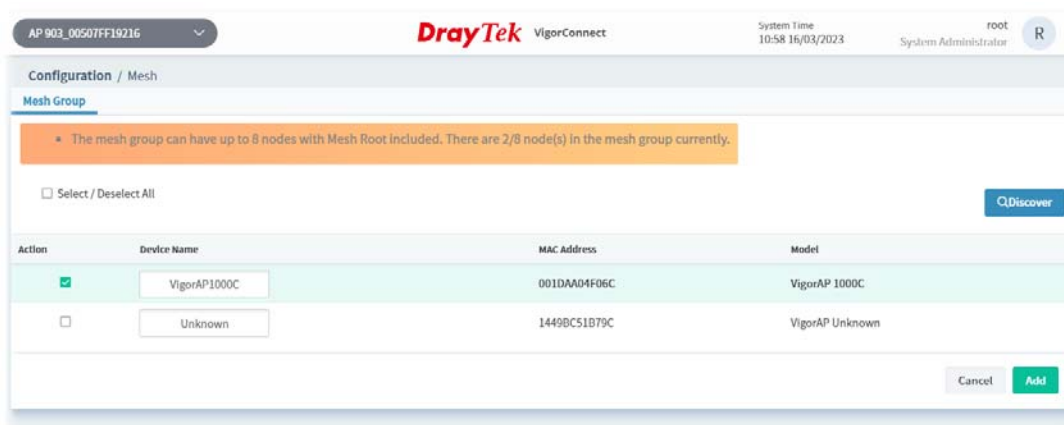 AP 903_00507FF19216
DrayTek VigorConnect
System Time
10:58 16/03/2023
root
System Administrator
R
Configuration / Mesh
Mesh Group
• The mesh group can have up to 8 nodes with Mesh Root included. There are 2/8 node(s) in the mesh group currently.
Select / Deselect All
Discover
Action Device Name MAC Address Model
VigorAP1000C 001DAA04F06C VigorAP 1000C
Unknown 1449BC51B79C VigorAP Unknown
Cancel Add